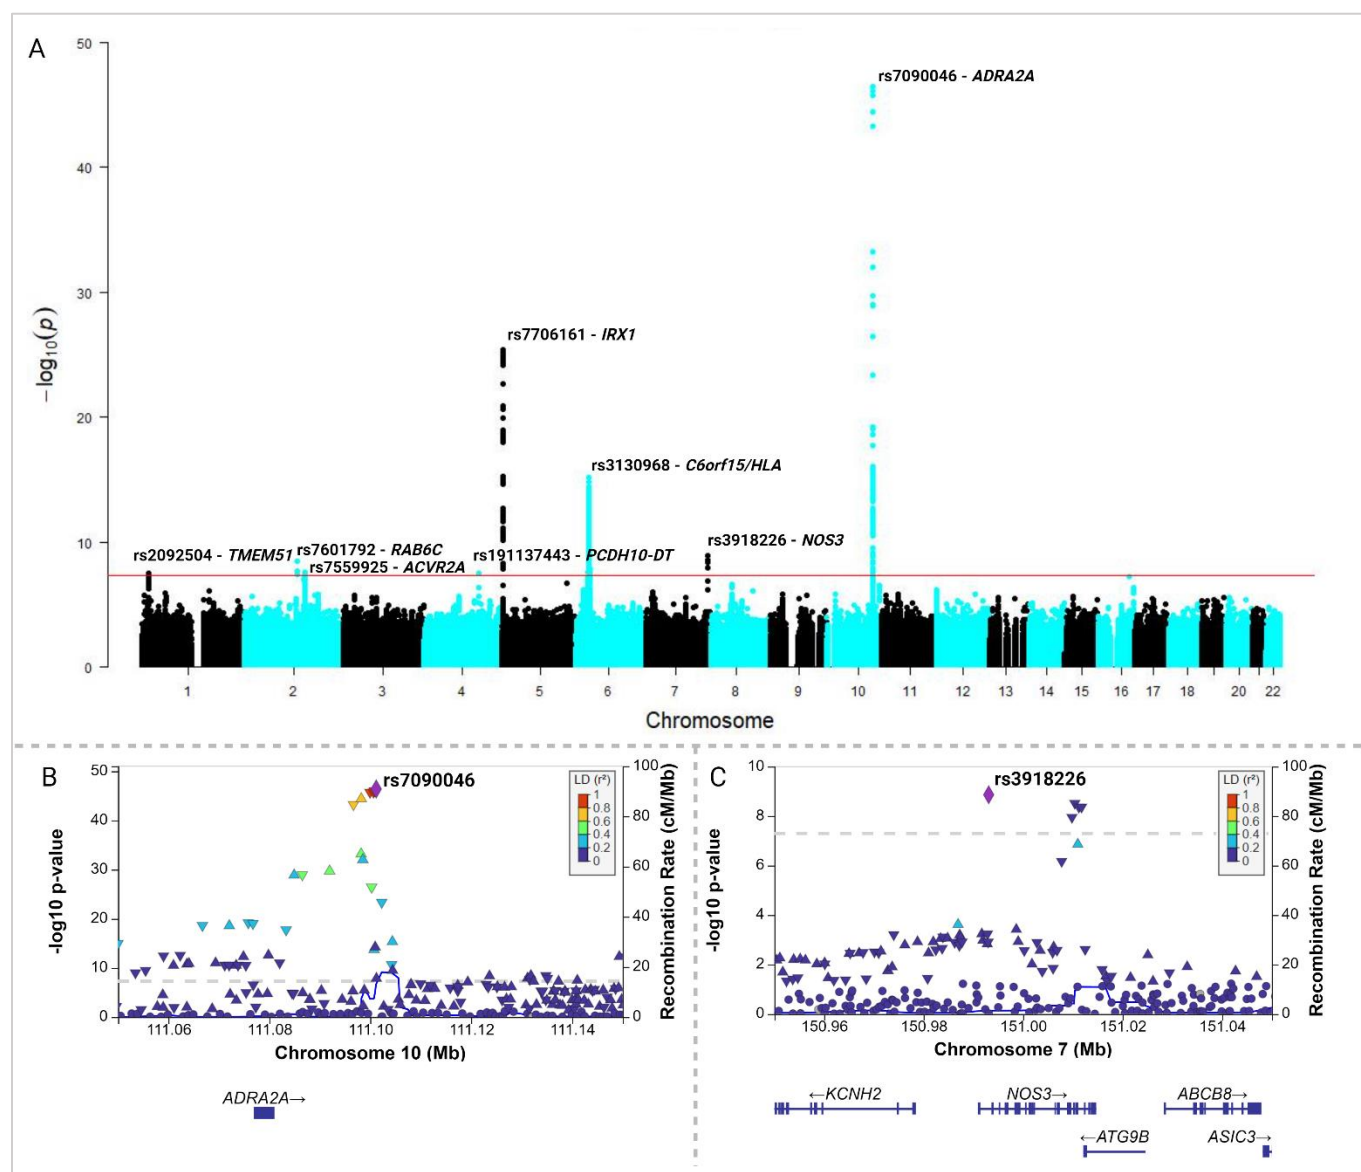 A
50
40
30
20
10
0
−log10(p)
rs7090046 - ADRA2A
rs7706161 - IRX1
rs3130968 - C6orf15/HLA
rs3918226 - NOS3
rs2092504 - TMEM51
rs7601792 - RAB6C
rs191137443 - PCDH10-DT
rs7559925 - ACVR2A
1 2 3 4 5 6 7 8 9 10 11 12 13 14 15 16 17 18 20 22
Chromosome
B
rs7090046
50
40
30
20
10
0
-log10 p-value
LD (r²)
1
0.8
0.6
0.4
0.2
0
100
80
60
40
20
0
Recombination Rate (cM/Mb)
111.06 111.08 111.10 111.12 111.14
Chromosome 10 (Mb)
ADRA2A→
C
rs3918226
10
8
6
4
2
0
-log10 p-value
LD (r²)
1
0.8
0.6
0.4
0.2
0
100
80
60
40
20
0
Recombination Rate (cM/Mb)
150.96 150.98 151.00 151.02 151.04
Chromosome 7 (Mb)
←KCNH2 NOS3→ ABCB8→
←ATG9B ASIC3→